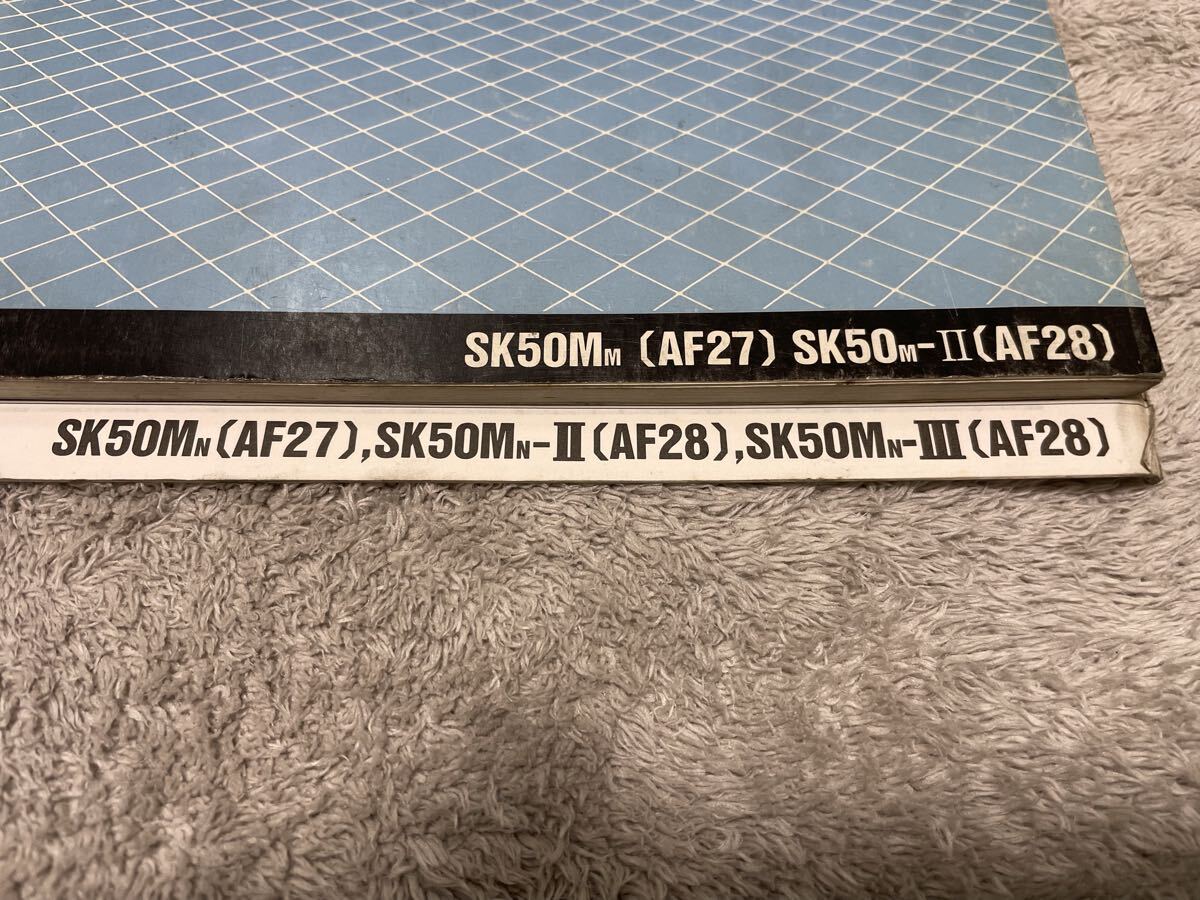 SK50MM (AF27) SK50M-II (AF28)
SK50MN (AF27), SK50MN-II (AF28), SK50MN-III (AF28)